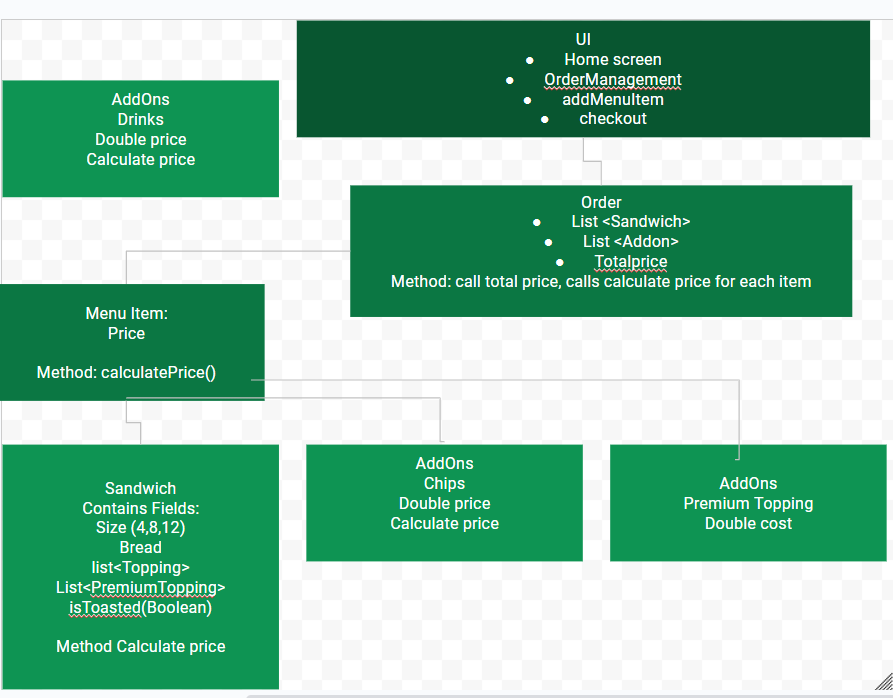 UI
● Home screen
● OrderManagement
● addMenuItem
● checkout
AddOns
Drinks
Double price
Calculate price
Order
● List <Sandwich>
● List <Addon>
● Totalprice
Method: call total price, calls calculate price for each item
Menu Item:
Price
Method: calculatePrice()
Sandwich
Contains Fields:
Size (4,8,12)
Bread
list<Topping>
List<PremiumTopping>
isToasted(Boolean)
Method Calculate price
AddOns
Chips
Double price
Calculate price
AddOns
Premium Topping
Double cost